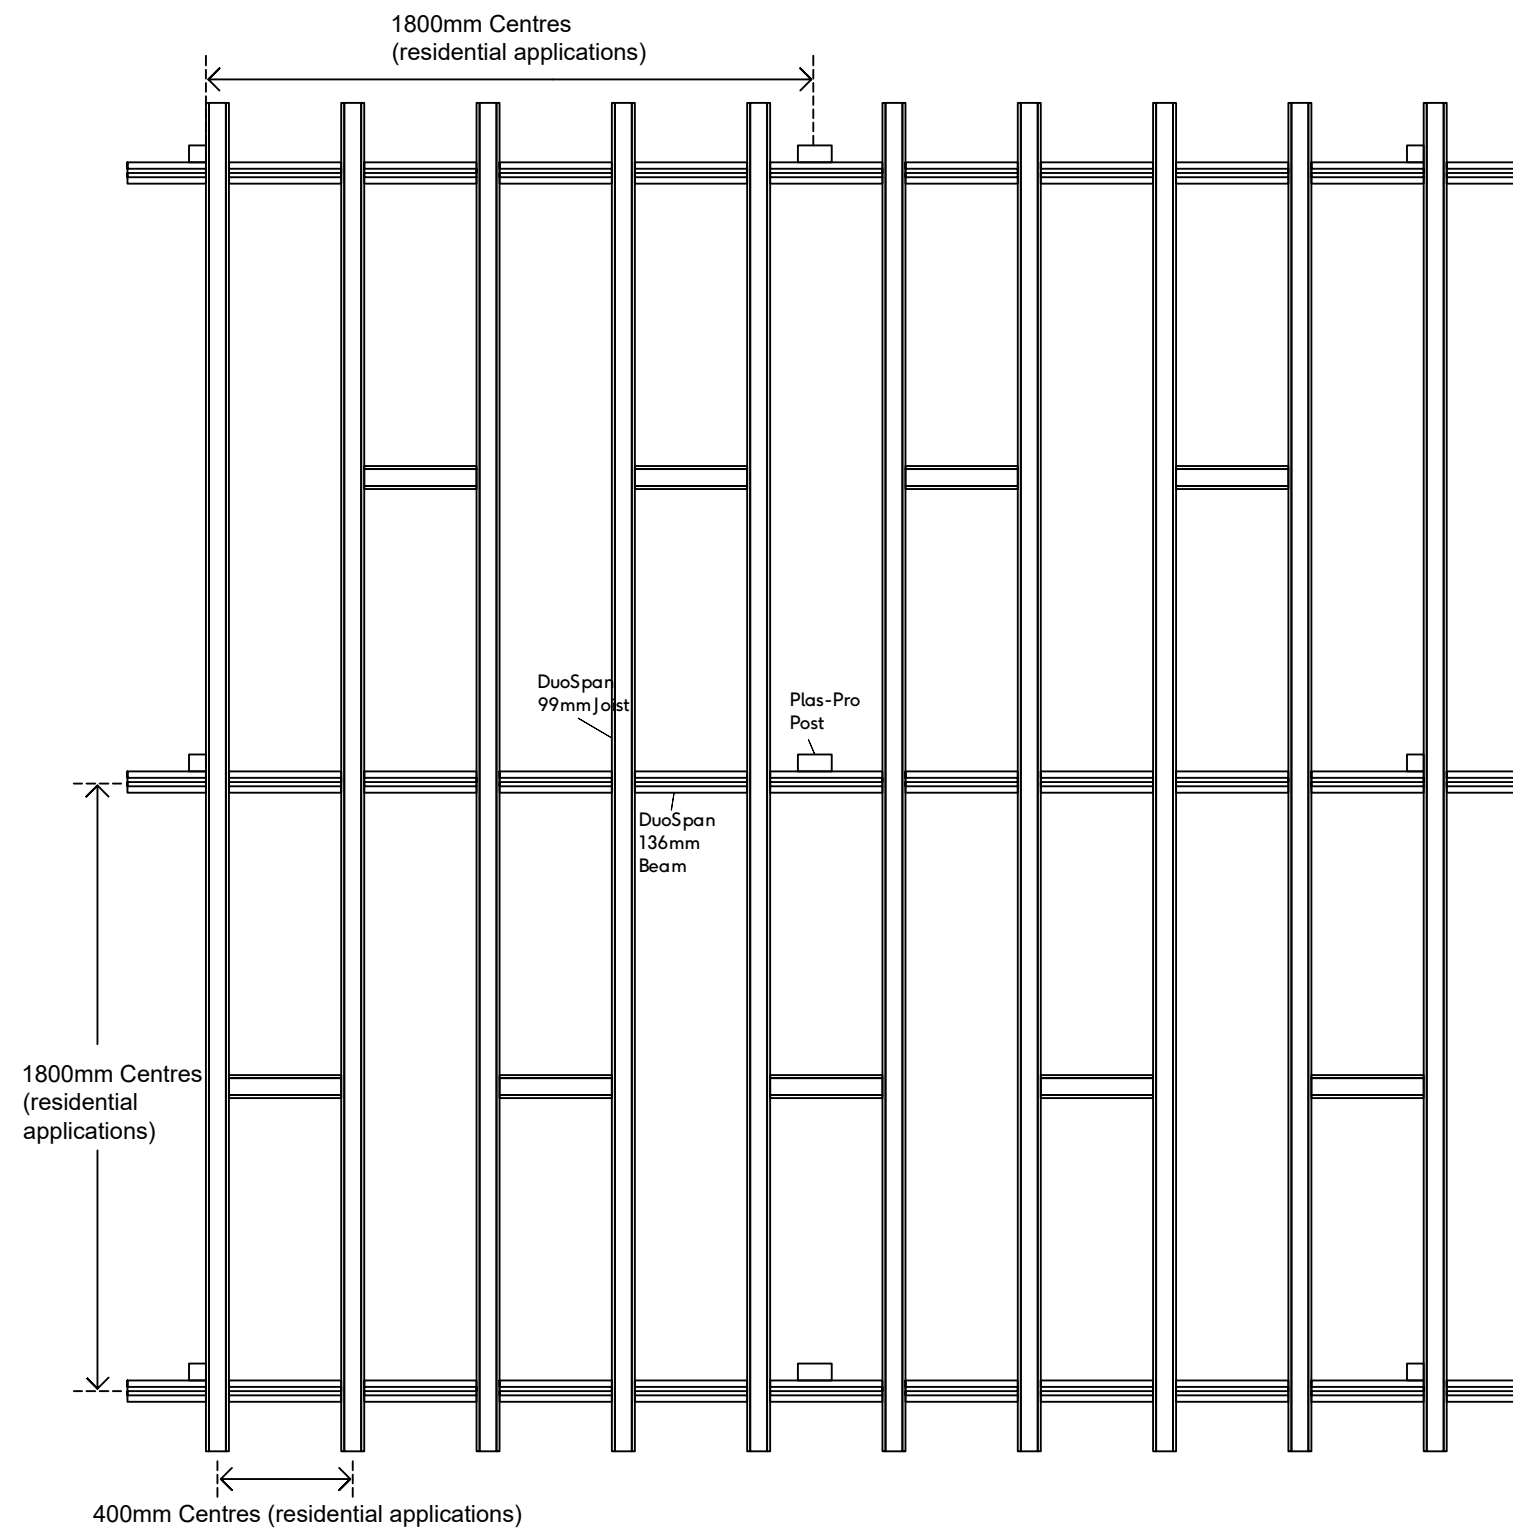 1800mm Centres
(residential applications)
DuoSpan
99mm Joist
Plas-Pro
Post
DuoSpan
136mm
Beam
1800mm Centres
(residential
applications)
400mm Centres (residential applications)